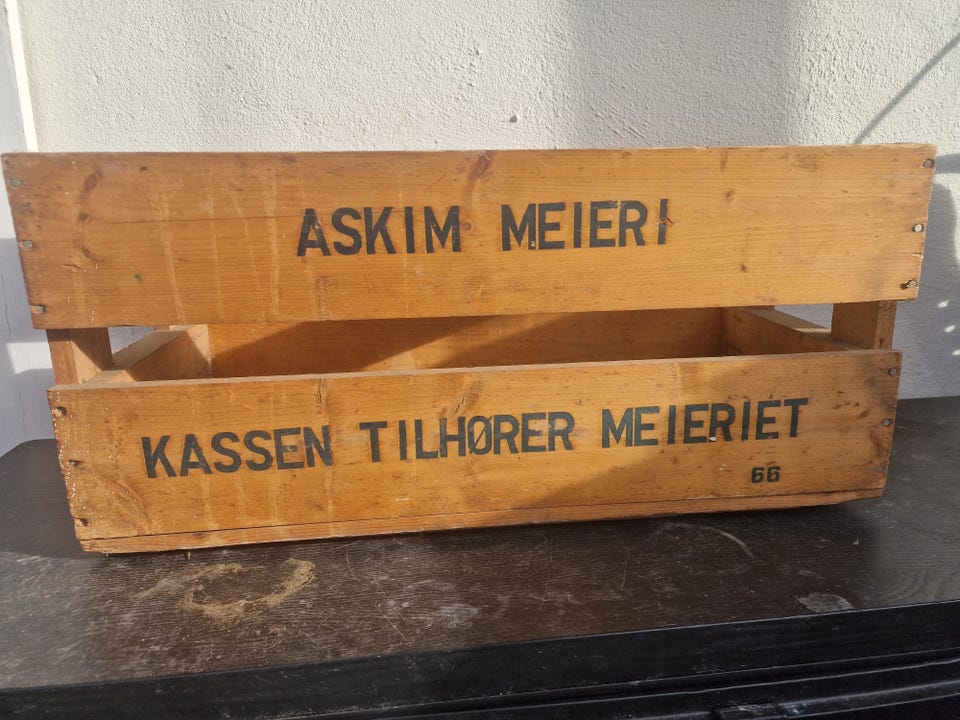 ASKIM MEIERI
KASSEN TILHØRER MEIERIET
66